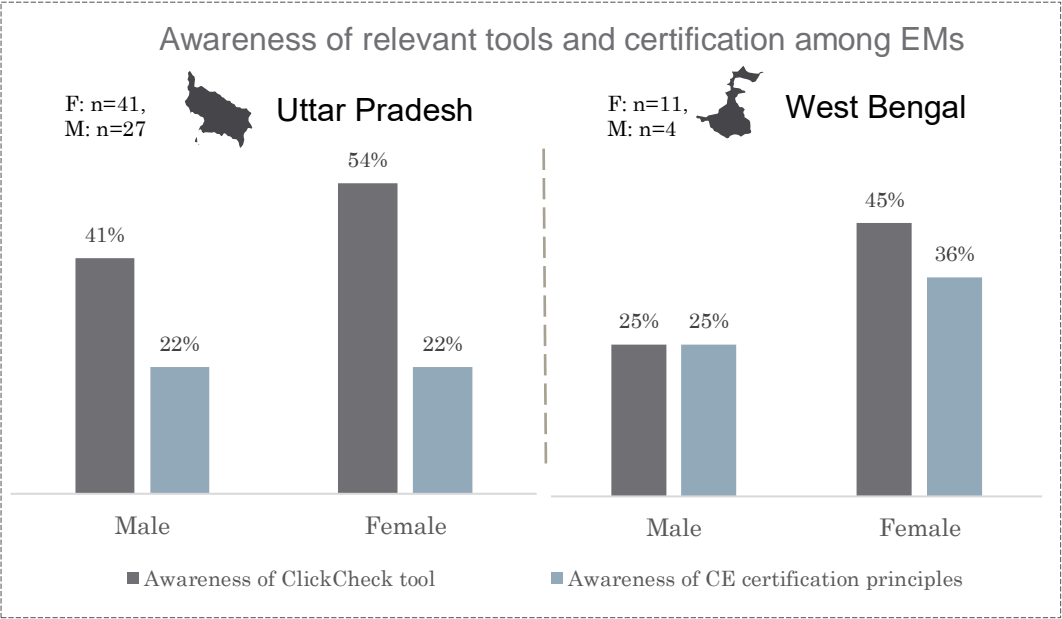 Awareness of relevant tools and certification among EMs
F: n=41,
M: n=27
Uttar Pradesh
F: n=11,
M: n=4
West Bengal
41%
22%
54%
22%
25%
25%
45%
36%
Male
Female
Male
Female
Awareness of ClickCheck tool
Awareness of CE certification principles